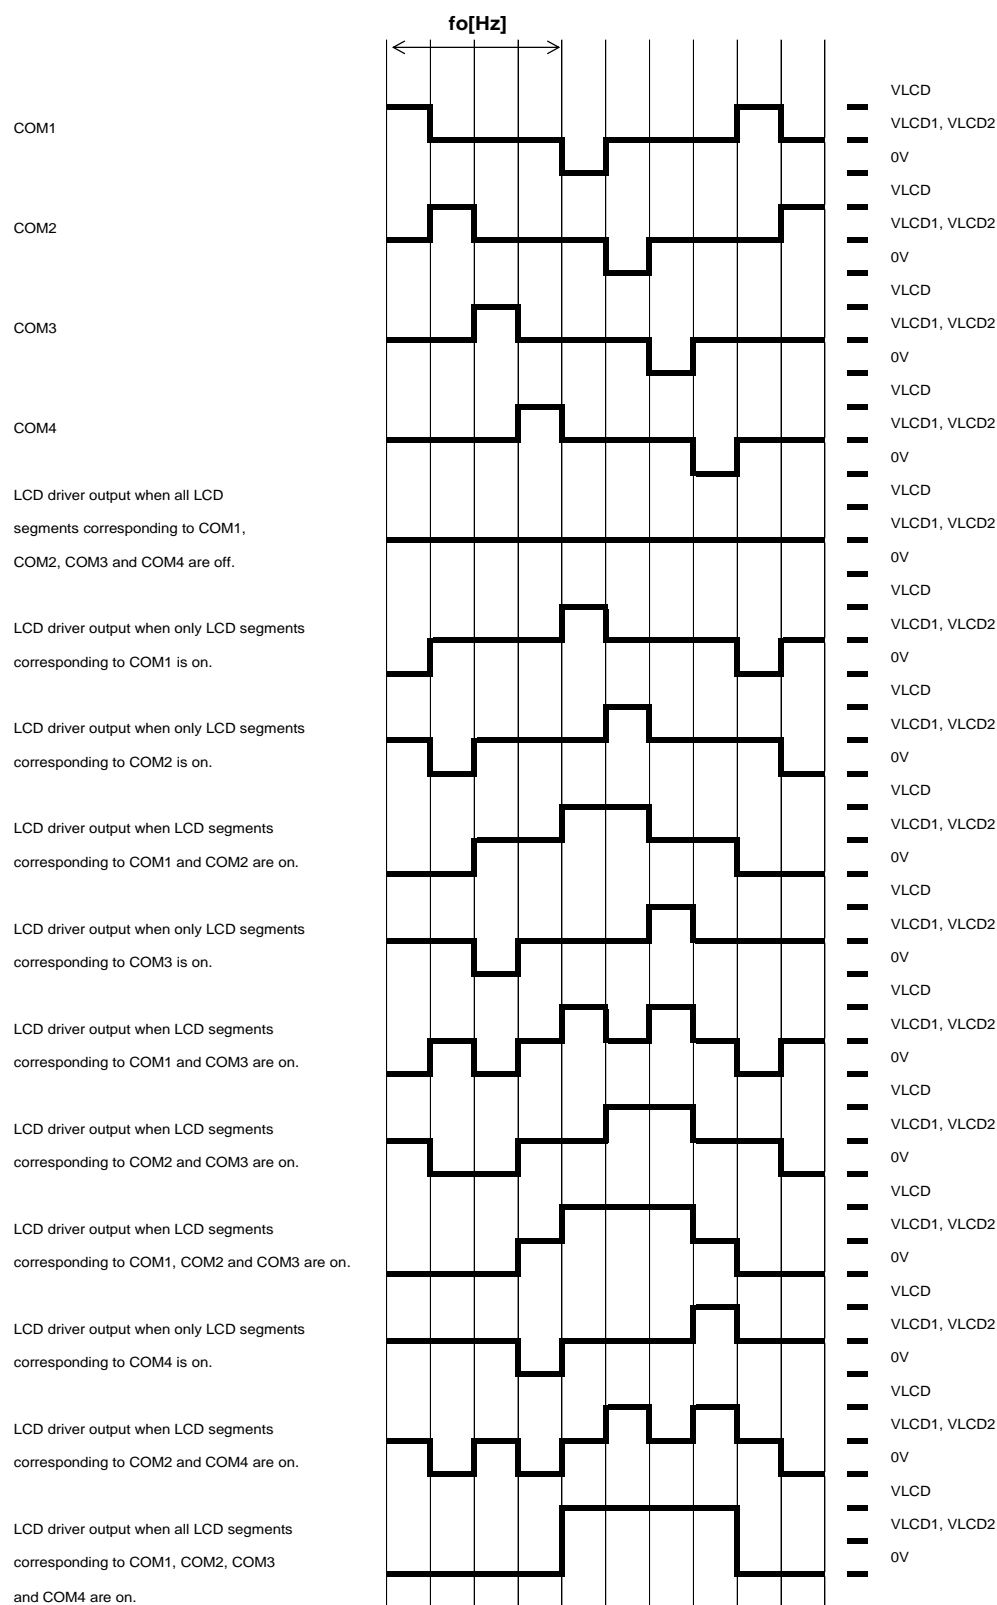 fo[Hz]
VLCD
COM1
VLCD1, VLCD2
0V
VLCD
COM2
VLCD1, VLCD2
0V
VLCD
COM3
VLCD1, VLCD2
0V
VLCD
COM4
VLCD1, VLCD2
0V
LCD driver output when all LCD
segments corresponding to COM1,
COM2, COM3 and COM4 are off.
VLCD
VLCD1, VLCD2
0V
LCD driver output when only LCD segments
corresponding to COM1 is on.
VLCD
VLCD1, VLCD2
0V
LCD driver output when only LCD segments
corresponding to COM2 is on.
VLCD
VLCD1, VLCD2
0V
LCD driver output when LCD segments
corresponding to COM1 and COM2 are on.
VLCD
VLCD1, VLCD2
0V
LCD driver output when only LCD segments
corresponding to COM3 is on.
VLCD
VLCD1, VLCD2
0V
LCD driver output when LCD segments
corresponding to COM1 and COM3 are on.
VLCD
VLCD1, VLCD2
0V
LCD driver output when LCD segments
corresponding to COM2 and COM3 are on.
VLCD
VLCD1, VLCD2
0V
LCD driver output when LCD segments
corresponding to COM1, COM2 and COM3 are on.
VLCD
VLCD1, VLCD2
0V
LCD driver output when only LCD segments
corresponding to COM4 is on.
VLCD
VLCD1, VLCD2
0V
LCD driver output when LCD segments
corresponding to COM2 and COM4 are on.
VLCD
VLCD1, VLCD2
0V
LCD driver output when all LCD segments
corresponding to COM1, COM2, COM3
and COM4 are on.
VLCD
VLCD1, VLCD2
0V